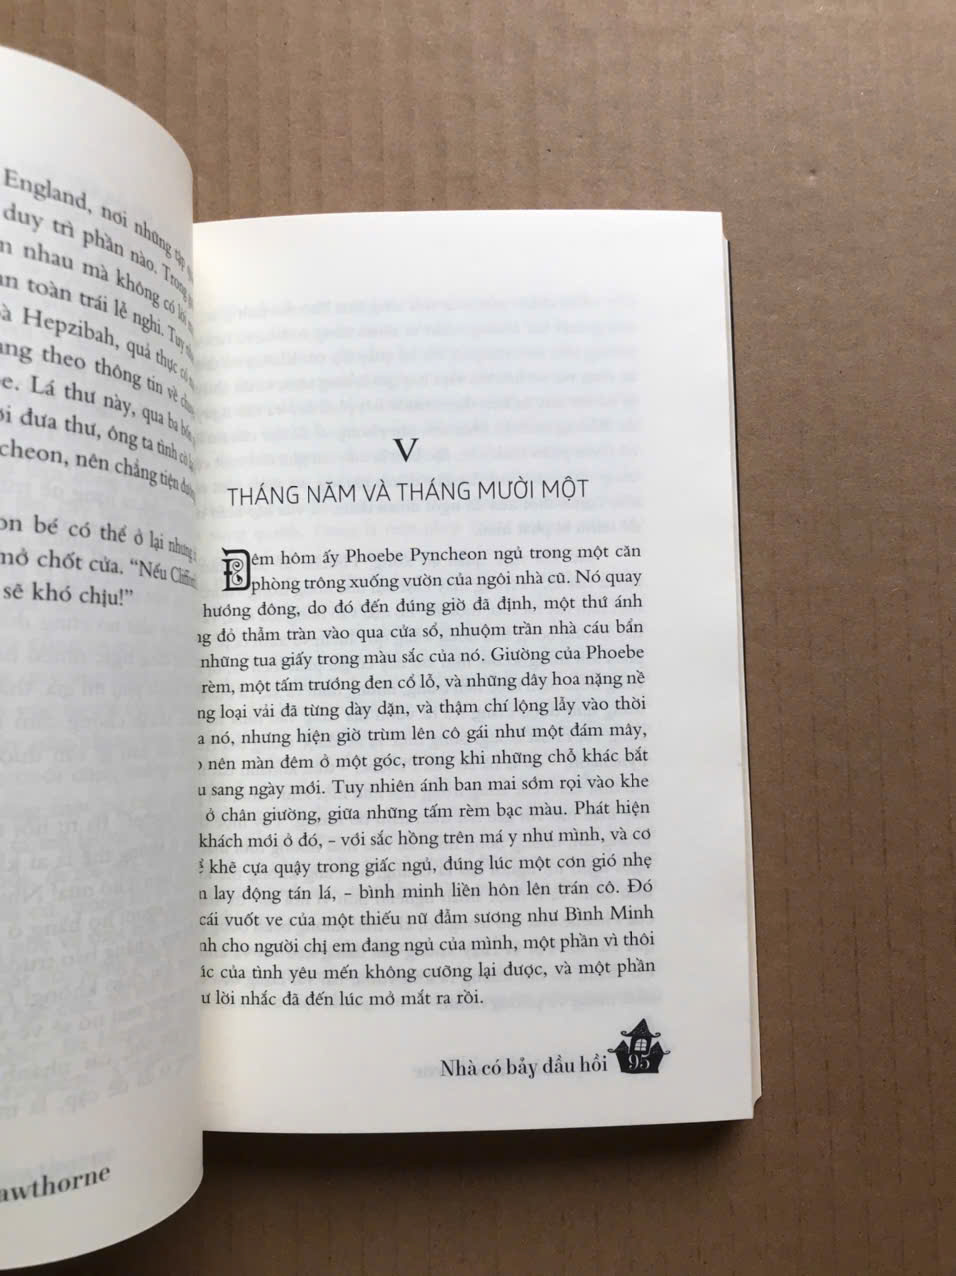 England, nơi những tập
duy trì phần nào. Trong
nhau mà không có lối
toàn trái lễ nghi. Tuy
Hepzibah, quả thực có
theo thông tin về
Lá thư này, qua ba bốn
đưa thư, ông ta tình cờ
cheon, nên chẳng tiện đường
bé có thể ở lại nhưng
mở chốt cửa. “Nếu Clifford
sẽ khó chịu!”
awthorne
V
THÁNG NĂM VÀ THÁNG MƯỜI MỘT
Đêm hôm ấy Phoebe Pyncheon ngủ trong một căn
phòng trông xuống vườn của ngôi nhà cũ. Nó quay
hướng đông, do đó đến đúng giờ đã định, một thứ ánh
ng đỏ thẫm tràn vào qua cửa sổ, nhuộm trần nhà cáu bẩn
những tua giấy trong màu sắc của nó. Giường của Phoebe
rèm, một tấm trướng đen cổ lỗ, và những dây hoa nặng nề
ng loại vải đã từng dày dặn, và thậm chí lộng lẫy vào thời
a nó, nhưng hiện giờ trùm lên cô gái như một đám mây,
nên màn đêm ở một góc, trong khi những chỗ khác bắt
u sang ngày mới. Tuy nhiên ánh ban mai sớm rọi vào khe
ở chân giường, giữa những tấm rèm bạc màu. Phát hiện
khách mới ở đó, – với sắc hồng trên má y như mình, và cơ
khẽ cựa quậy trong giấc ngủ, đúng lúc một cơn gió nhẹ
lay động tán lá, – bình minh liền hôn lên trán cô. Đó
cái vuốt ve của một thiếu nữ đẫm sương như Bình Minh
nh cho người chị em đang ngủ của mình, một phần vì thôi
úc của tình yêu mến không cưỡng lại được, và một phần
ư lời nhắc đã đến lúc mở mắt ra rồi.
Nhà có bảy đầu hồi 95